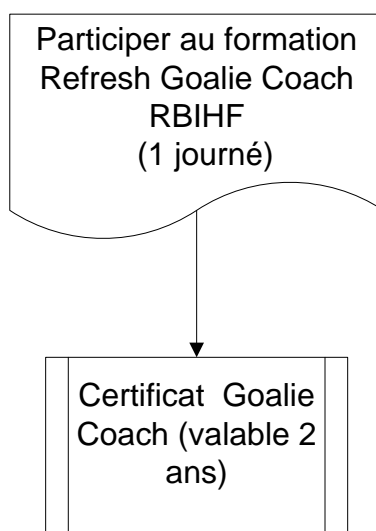 Participer au formation
Refresh Goalie Coach
RBIHF
(1 journé)
Certificat Goalie
Coach (valable 2
ans)